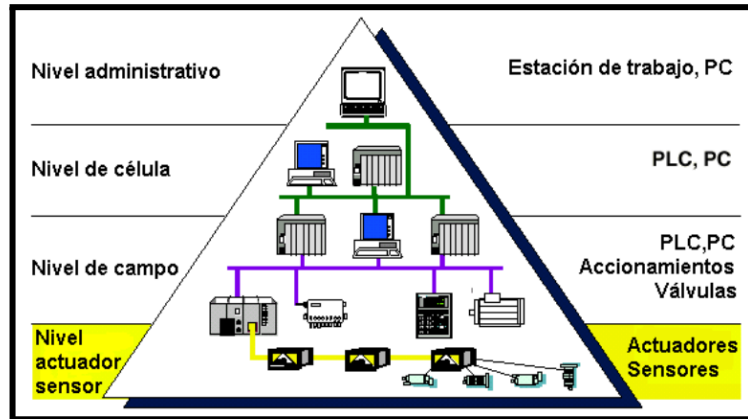 Nivel administrativo
Estación de trabajo, PC
Nivel de célula
PLC, PC
Nivel de campo
PLC,PC
Accionamientos
Válvulas
Nivel
actuador
sensor
Actuadores
Sensores